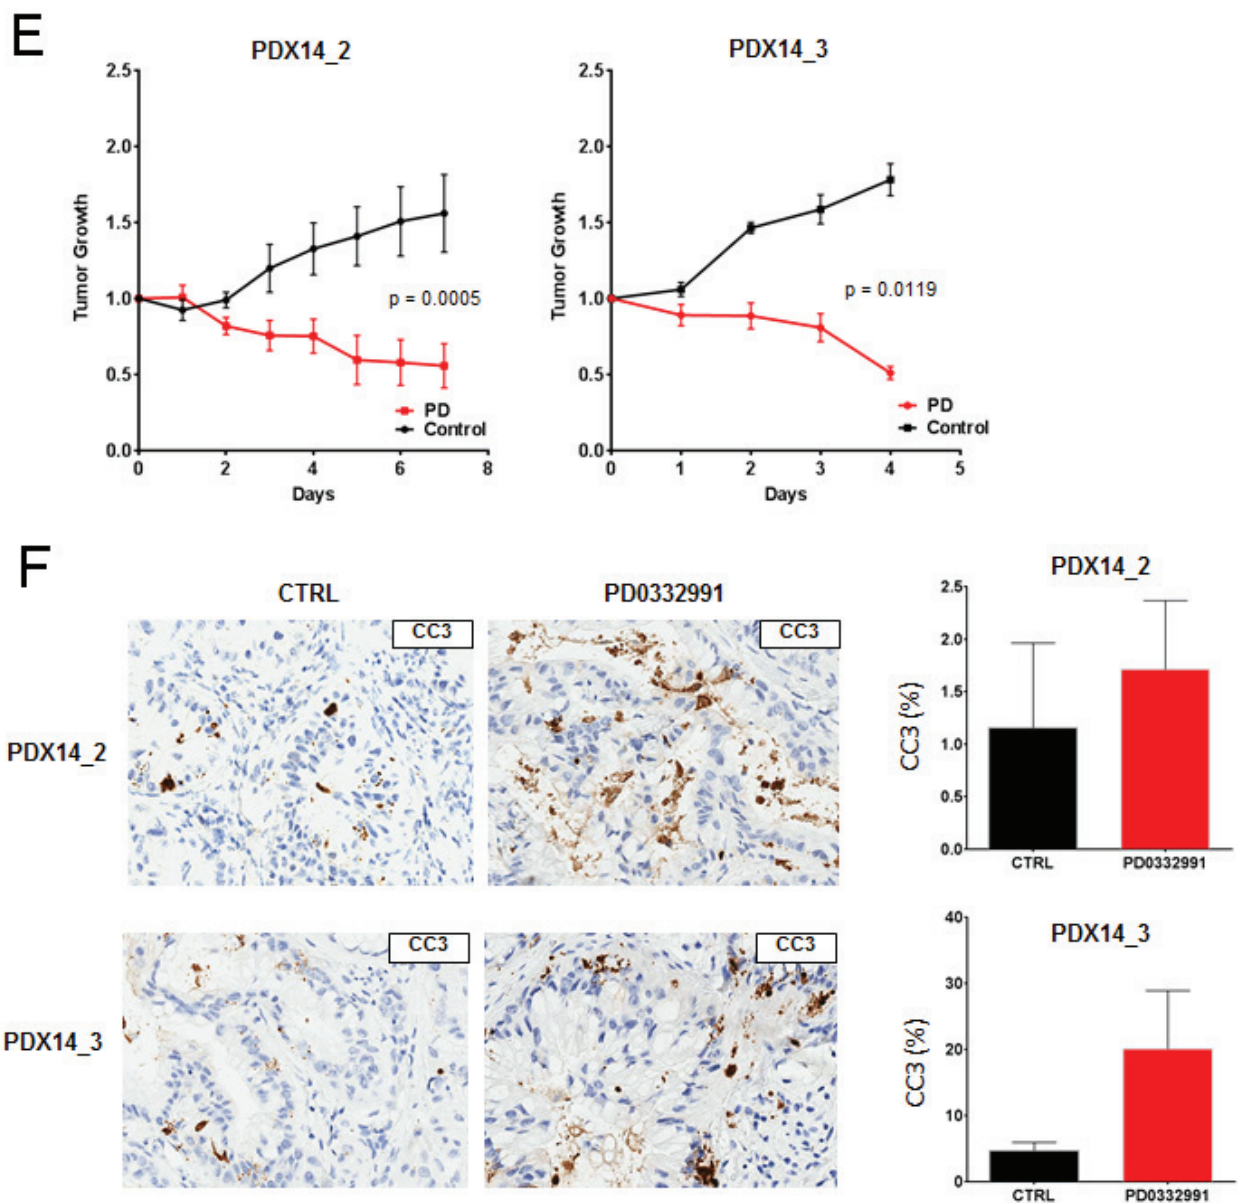 E
PDX14_2
2.5
2.0
1.5
1.0
0.5
0.0
Tumor Growth
p = 0.0005
PD
Control
0 2 4 6 8
Days
PDX14_3
2.5
2.0
1.5
1.0
0.5
0.0
Tumor Growth
p = 0.0119
PD
Control
0 1 2 3 4 5
Days
F
CTRL PD0332991
PDX14_2
CC3 CC3
PDX14_3
CC3 CC3
PDX14_2
2.5
2.0
1.5
1.0
0.5
0.0
CC3 (%)
CTRL PD0332991
PDX14_3
40
30
20
10
0
CC3 (%)
CTRL PD0332991